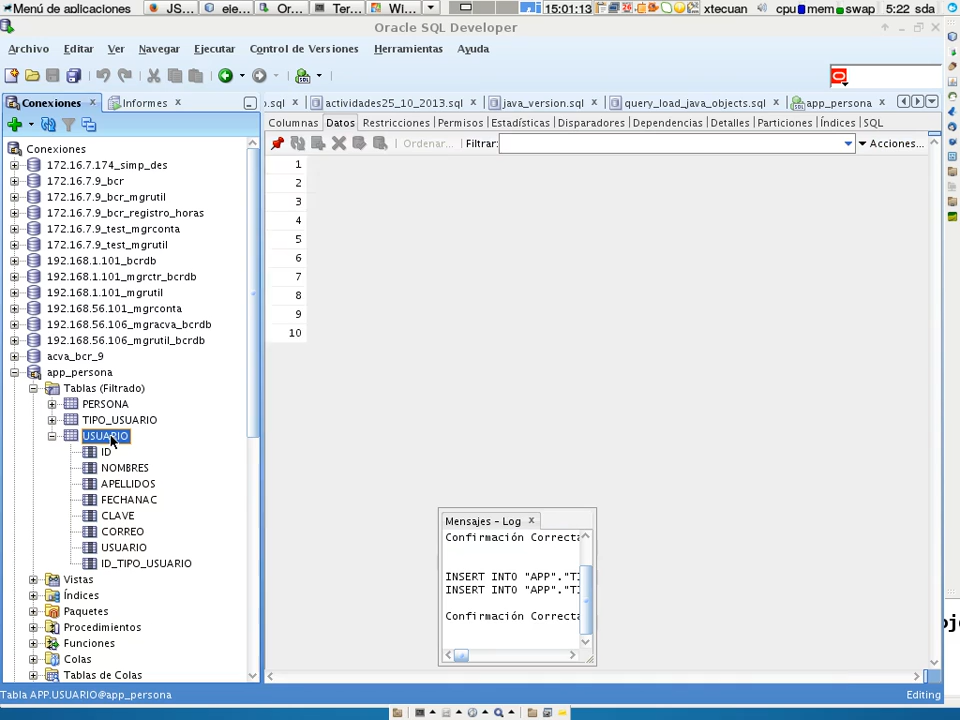 Menú de aplicaciones
JS...
ele...
Or...
Ter...
Wi...
15:01:13
xtecuan
cpu
mem
swap
5:22
sda
Oracle SQL Developer
Archivo Editar Ver Navegar Ejecutar Control de Versiones Herramientas Ayuda
Conexiones
Informes
o.sql
actividades25_10_2013.sql
java_version.sql
query_load_java_objects.sql
app_persona
Columnas Datos Restricciones Permisos Estadísticas Disparadores Dependencias Detalles Particiones Índices SQL
Ordenar...
Filtrar:
Acciones...
Conexiones
172.16.7.174_simp_des
172.16.7.9_bcr
172.16.7.9_bcr_mgrutil
172.16.7.9_bcr_registro_horas
172.16.7.9_test_mgrconta
172.16.7.9_test_mgrutil
192.168.1.101_bcrdb
192.168.1.101_mgrctr_bcrdb
192.168.1.101_mgrutil
192.168.56.101_mgrconta
192.168.56.106_mgracva_bcrdb
192.168.56.106_mgrutil_bcrdb
acva_bcr_9
app_persona
Tablas (Filtrado)
PERSONA
TIPO_USUARIO
USUARIO
ID
NOMBRES
APELLIDOS
FECHANAC
CLAVE
CORREO
USUARIO
ID_TIPO_USUARIO
Vistas
Índices
Paquetes
Procedimientos
Funciones
Colas
Tablas de Colas
1
2
3
4
5
6
7
8
9
10
Mensajes - Log
Confirmación Correcta
INSERT INTO "APP"."TI
INSERT INTO "APP"."TI
Confirmación Correcta
Tabla APP.USUARIO@app_persona
Editing